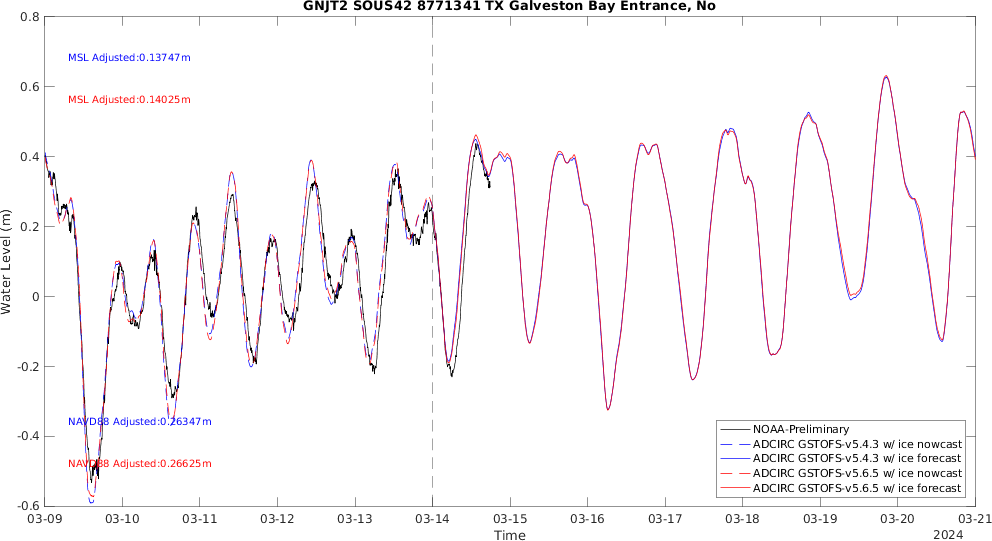 GNJT2 SOUS42 8771341 TX Galveston Bay Entrance, No
0.8
0.6
0.4
0.2
0
-0.2
-0.4
-0.6
Water Level (m)
MSL Adjusted:0.13747m
MSL Adjusted:0.14025m
NAVD88 Adjusted:0.26347m
NAVD88 Adjusted:0.26625m
NOAA-Preliminary
ADCIRC GSTOFS-v5.4.3 w/ ice nowcast
ADCIRC GSTOFS-v5.4.3 w/ ice forecast
ADCIRC GSTOFS-v5.6.5 w/ ice nowcast
ADCIRC GSTOFS-v5.6.5 w/ ice forecast
03-09 03-10 03-11 03-12 03-13 03-14 03-15 03-16 03-17 03-18 03-19 03-20 03-21
Time
2024